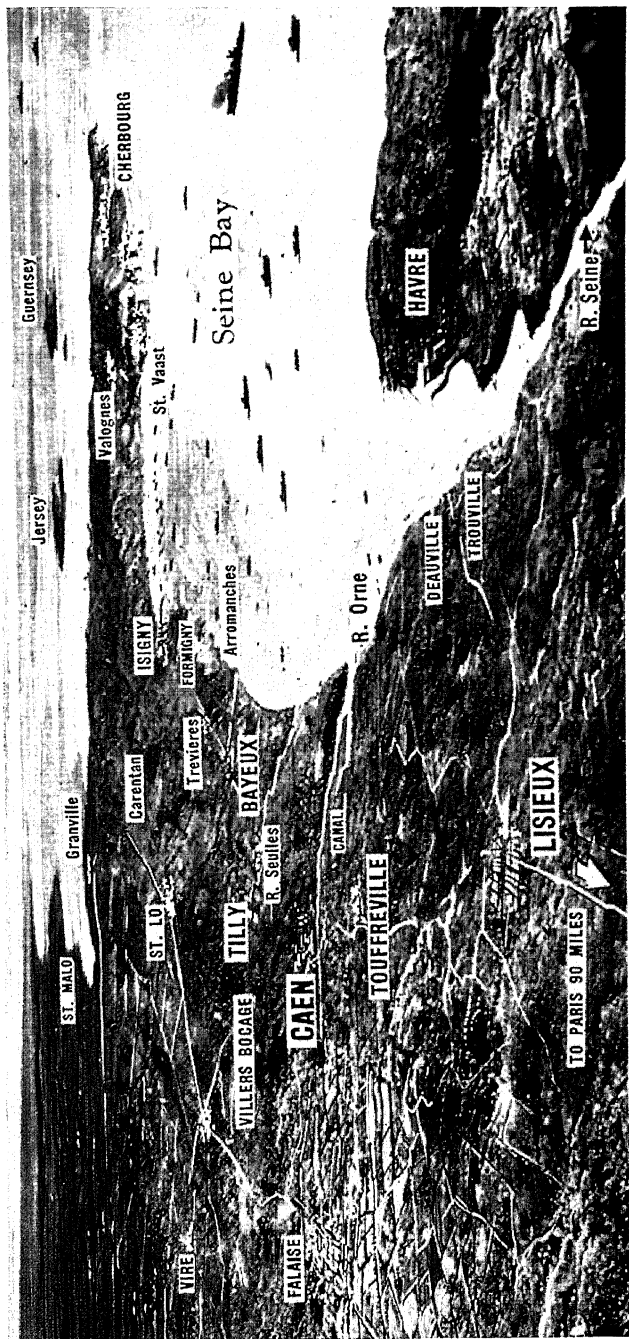 Guernsey
Jersey
Granville
ST. MALO
CHERBOURG
Valognes
St. Vaast
Carentan
ISIGNY
ST. LO
FORMIGNY
Seine Bay
Trevieres
Arromanches
VIRE
BAYEUX
TILLY
R. Seulles
VILLERS BOCAGE
FALAISE
CAEN
CANAL
R. Orne
TOUFFREVILLE
HAVRE
DEAUVILLE
TROUVILLE
LISIEUX
TO PARIS 90 MILES
R. Seine